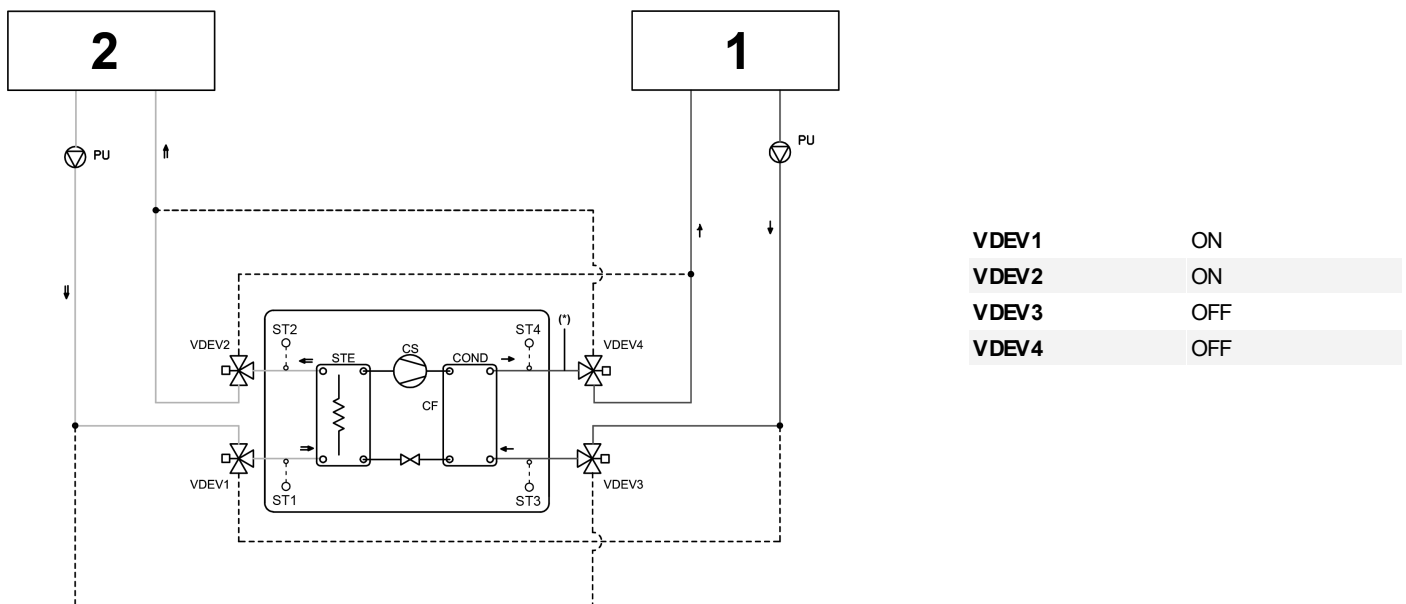 2
1
PU
PU
(*)
ST2
ST4
VDEV2
VDEV4
CS
STE
COND
CF
VDEV1
ST1
ST3
VDEV3
VDEV1 ON
VDEV2 ON
VDEV3 OFF
VDEV4 OFF